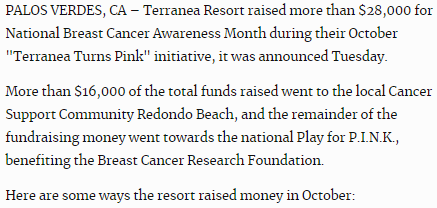 PALOS VERDES, CA – Terranea Resort raised more than $28,000 for
National Breast Cancer Awareness Month during their October
"Terranea Turns Pink" initiative, it was announced Tuesday.
More than $16,000 of the total funds raised went to the local Cancer
Support Community Redondo Beach, and the remainder of the
fundraising money went towards the national Play for P.I.N.K.,
benefiting the Breast Cancer Research Foundation.
Here are some ways the resort raised money in October: